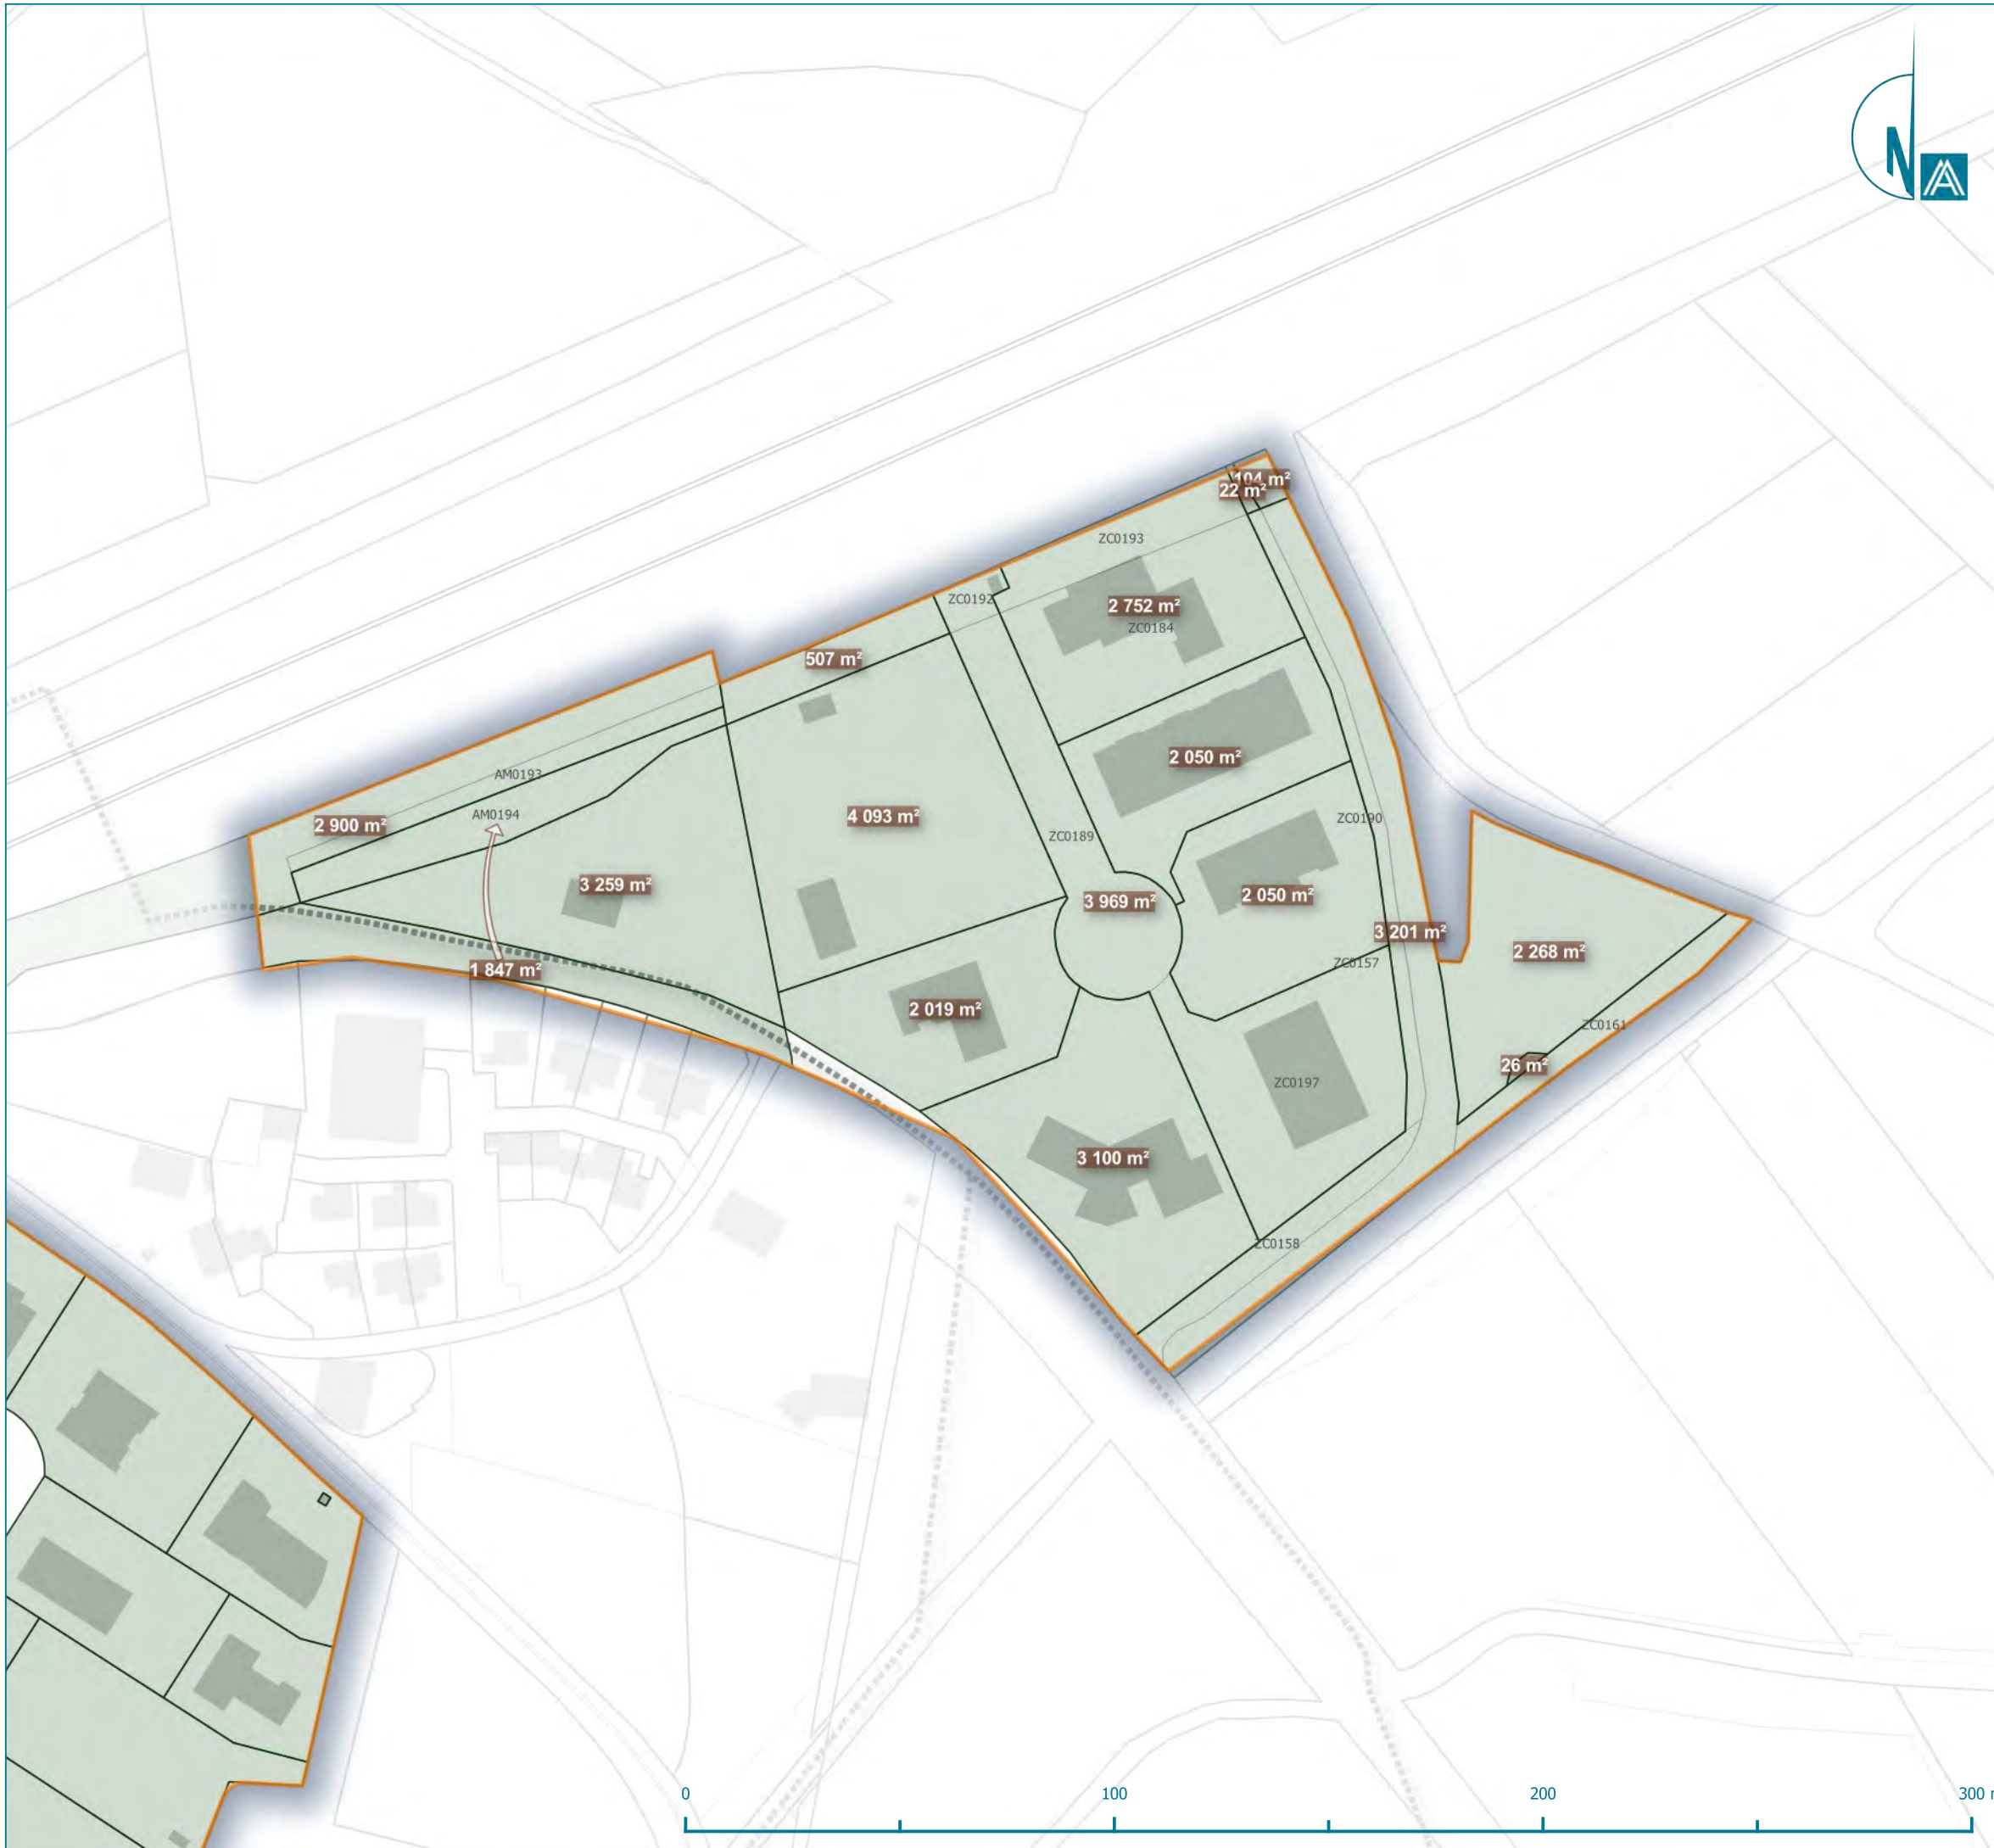 N
104 m²
22 m²
ZC0193
ZC0192
2 752 m²
ZC0184
507 m²
2 050 m²
AM0193
AM0194
2 900 m²
4 093 m²
ZC0189
ZC0190
3 259 m²
3 969 m²
2 050 m²
3 201 m²
2 268 m²
1 847 m²
ZC0157
2 019 m²
ZC0161
26 m²
ZC0197
3 100 m²
ZC0158
0 100 200 300